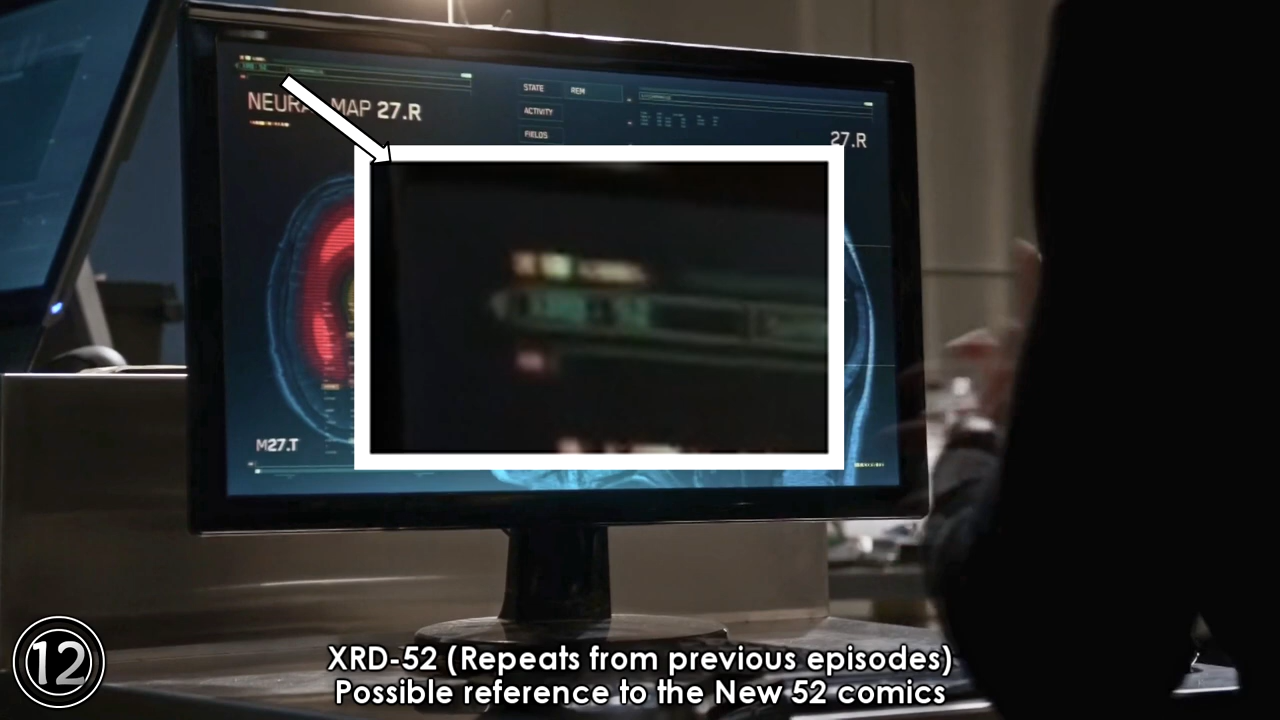 NEURAL MAP 27.R
STATE
REM
ACTIVITY
FIELDS
27.R
M27.T
12
XRD-52 (Repeats from previous episodes)
Possible reference to the New 52 comics